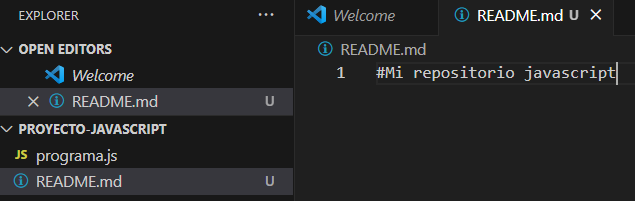 EXPLORER ...
OPEN EDITORS
Welcome
README.md U
PROYECTO-JAVASCRIPT
JS programa.js
README.md U
Welcome
README.md U
README.md
1 #Mi repositorio javascript